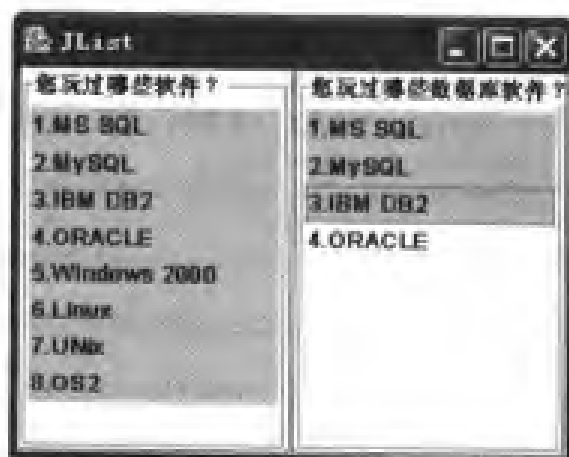 JList
您玩过哪些软件？
1.MS SQL
2.MySQL
3.IBM DB2
4.ORACLE
5.Windows 2000
6.Linux
7.UNix
8.OS2
您玩过哪些数据库软件？
1.MS SQL
2.MySQL
3.IBM DB2
4.ORACLE